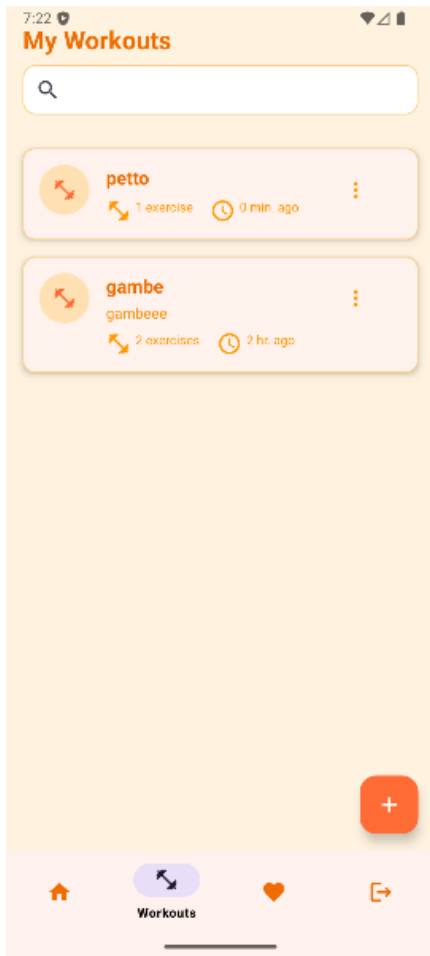 7:22
My Workouts
petto
1 exercise 0 min. ago
gambe
gambeee
2 exercises 2 hr. ago
+
Workouts